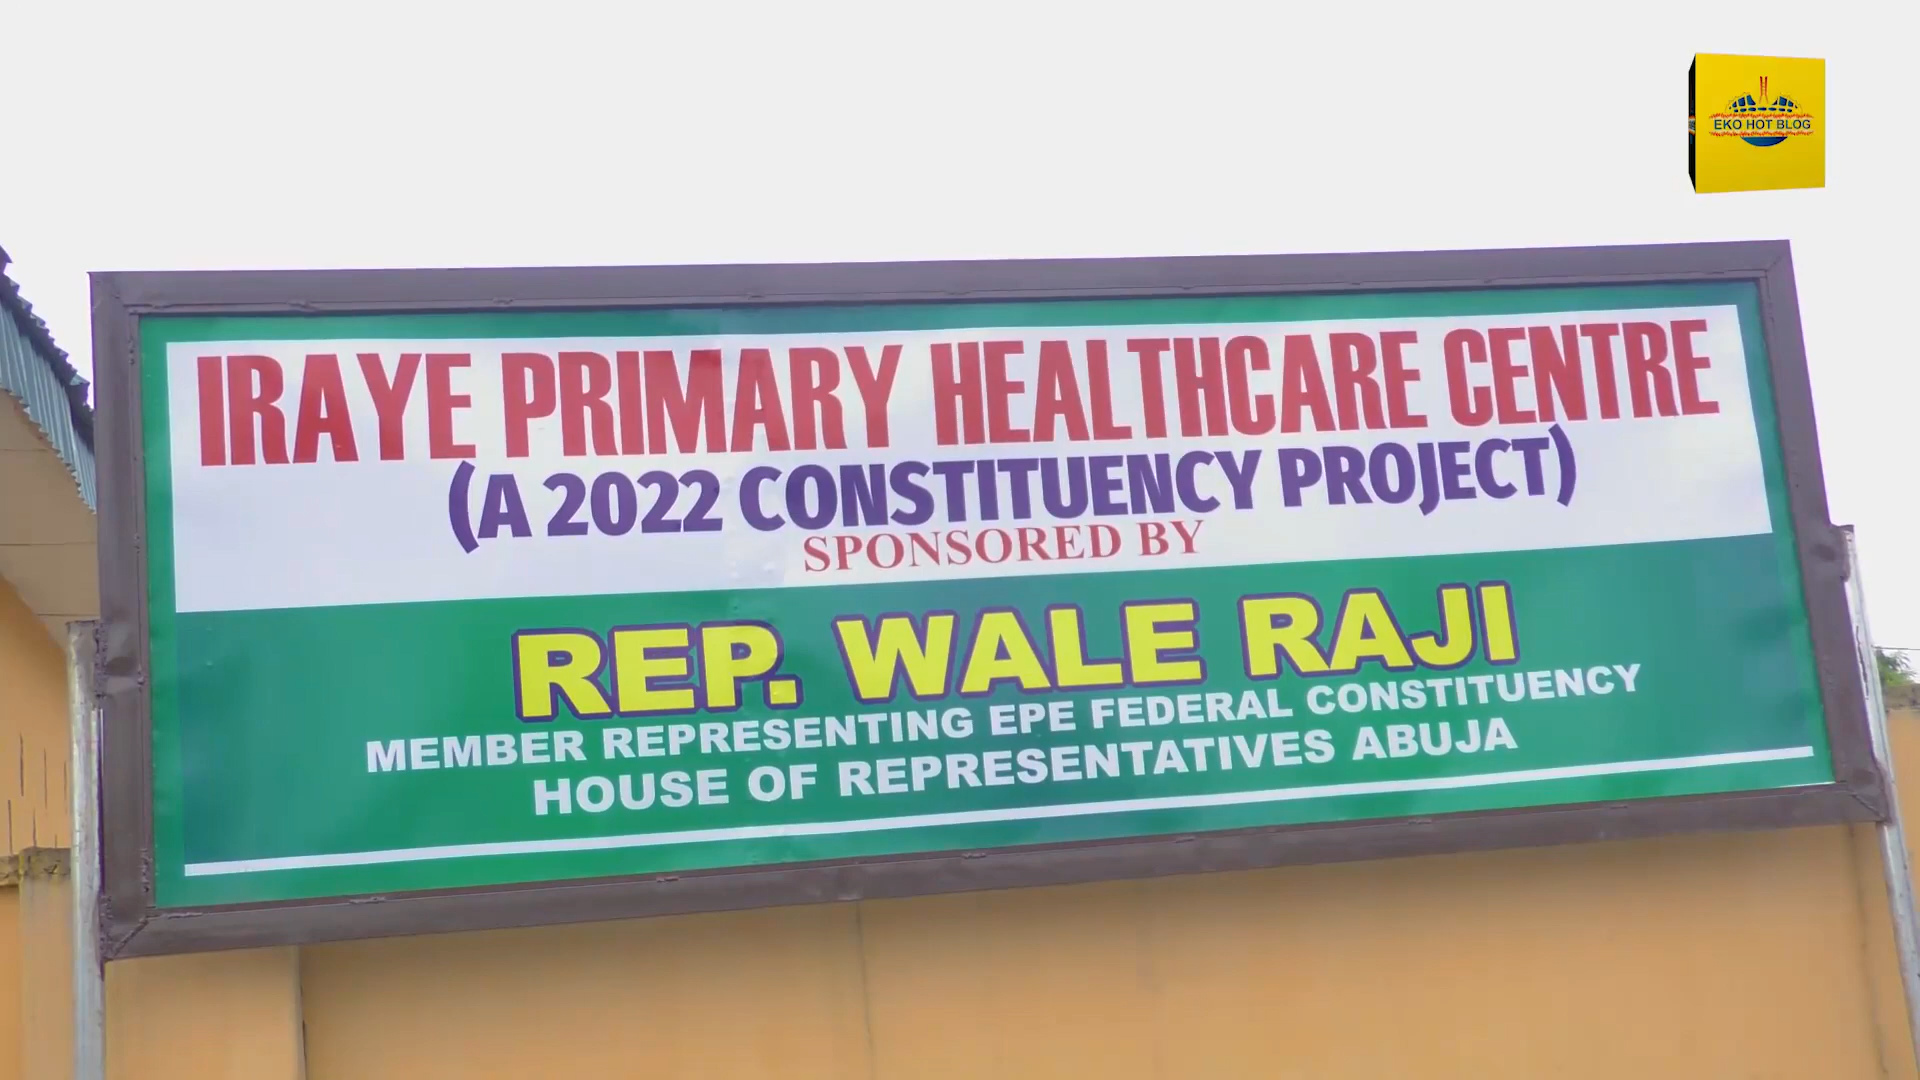 EKO HOT BLOG
IRAYE PRIMARY HEALTHCARE CENTRE
(A 2022 CONSTITUENCY PROJECT)
SPONSORED BY
REP. WALE RAJI
MEMBER REPRESENTING EPE FEDERAL CONSTITUENCY
HOUSE OF REPRESENTATIVES ABUJA